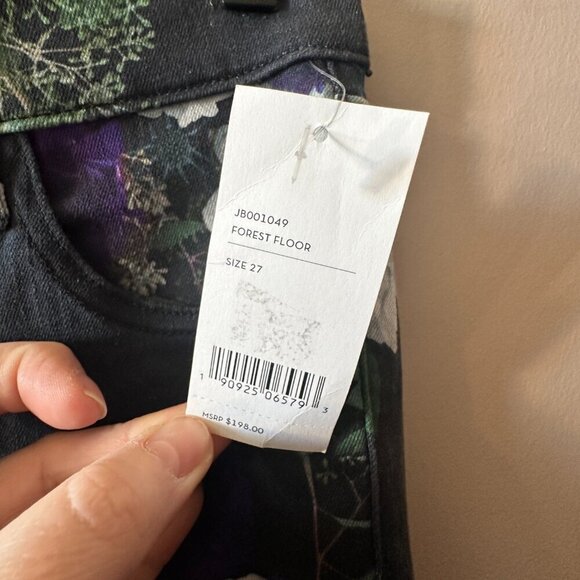 JB001049
FOREST FLOOR
SIZE 27
1 90925 06579 3
MSRP $198.00